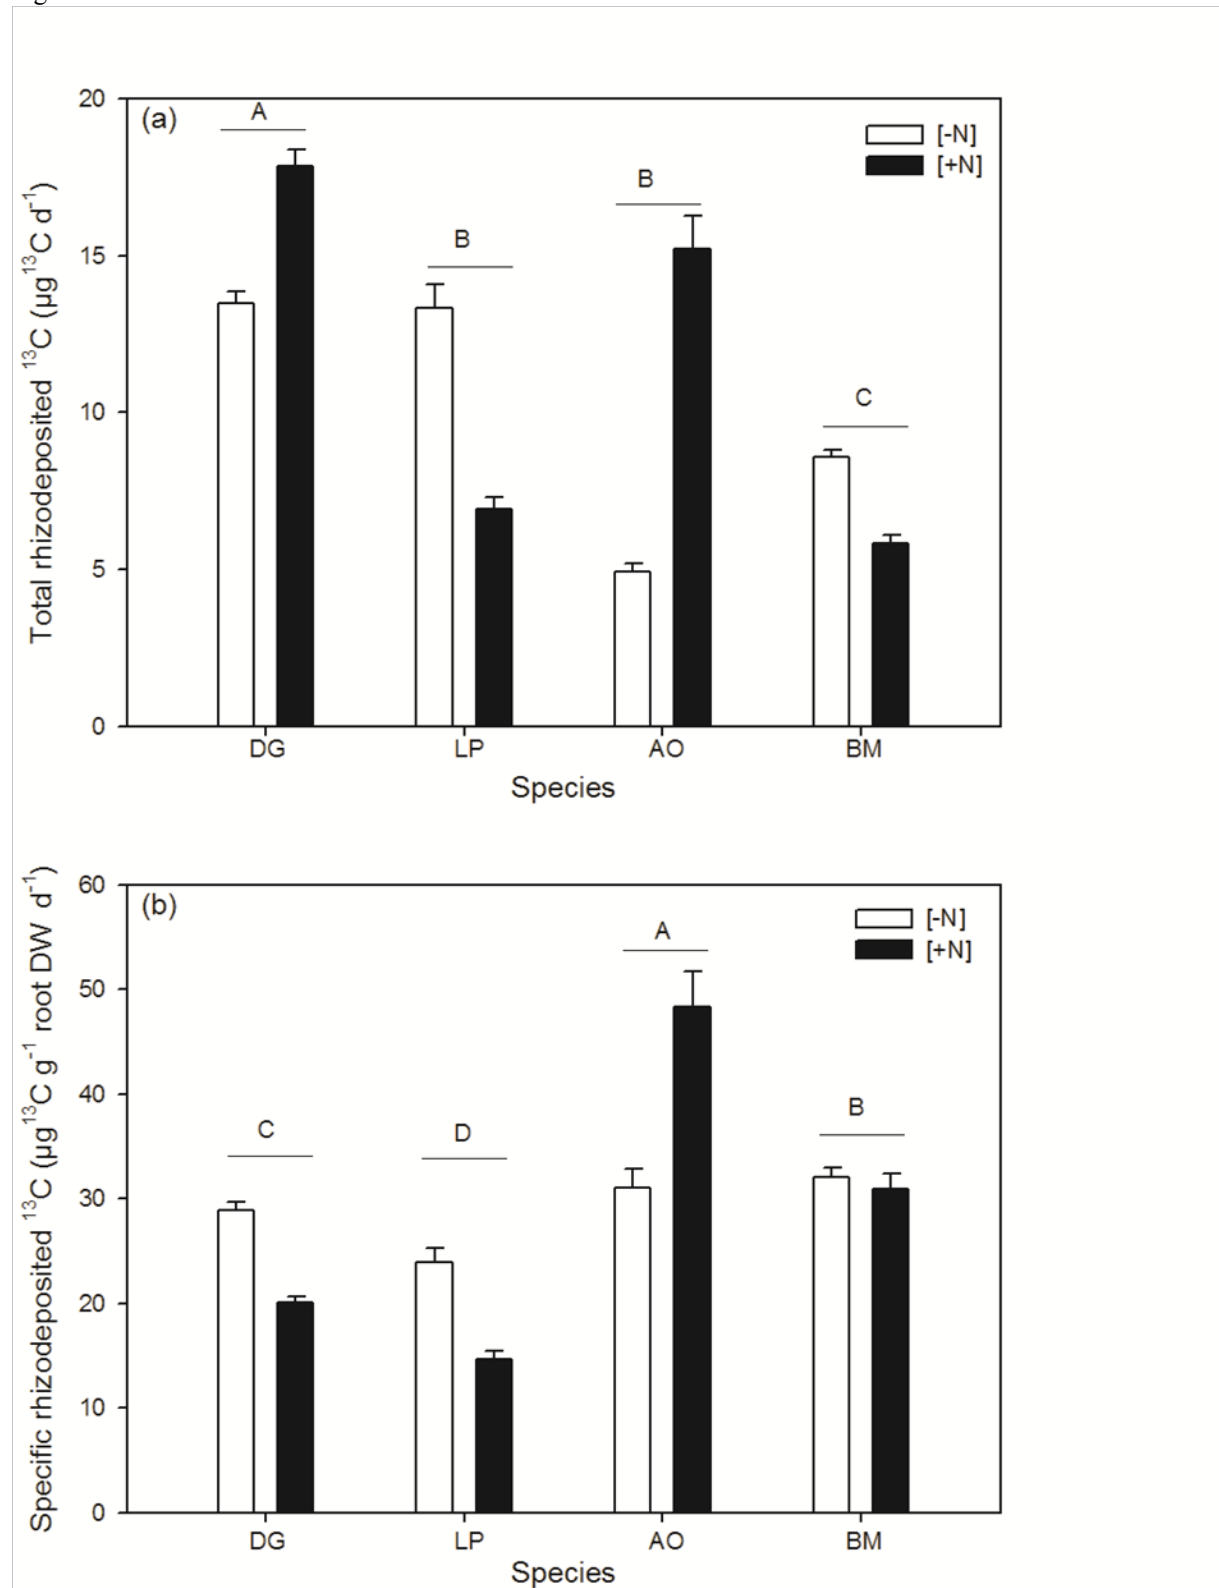 (a)
[-N]
[+N]
A
B
B
C
20
15
10
5
0
Total rhizodeposited ¹³C (µg ¹³C d⁻¹)
DG LP AO BM
Species
(b)
[-N]
[+N]
A
B
C
D
60
50
40
30
20
10
0
Specific rhizodeposited ¹³C (µg ¹³C g⁻¹ root DW d⁻¹)
DG LP AO BM
Species